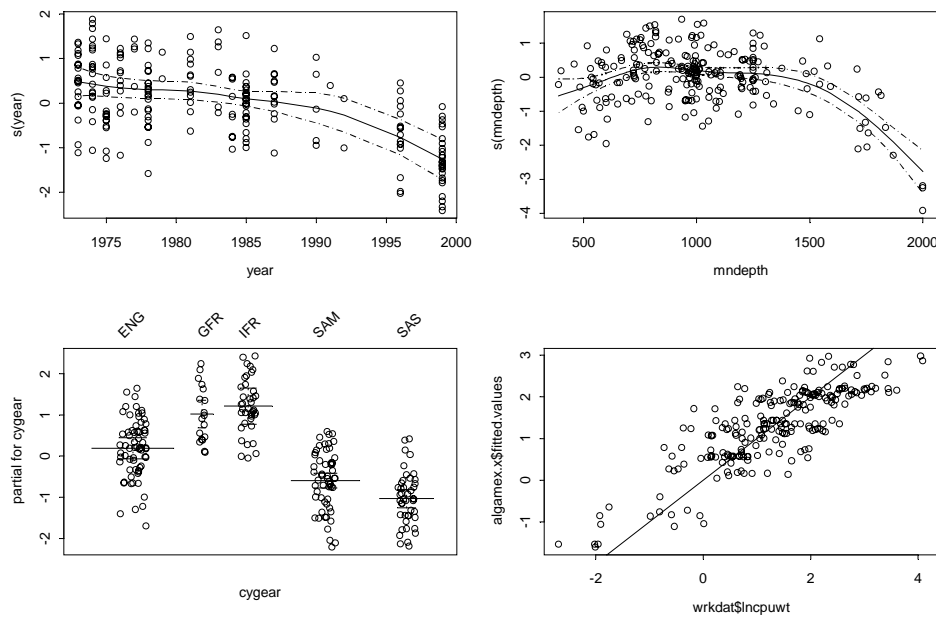 s(year)
2
1
0
-1
-2
1975 1980 1985 1990 1995 2000
year
s(mndepth)
1
0
-1
-2
-3
-4
500 1000 1500 2000
mndepth
ENG GFR IFR SAM SAS
partial for cygear
2
1
0
-1
-2
cygear
algamex.x$fitted.values
3
2
1
0
-1
-2 0 2 4
wrkdat$lncpuwt